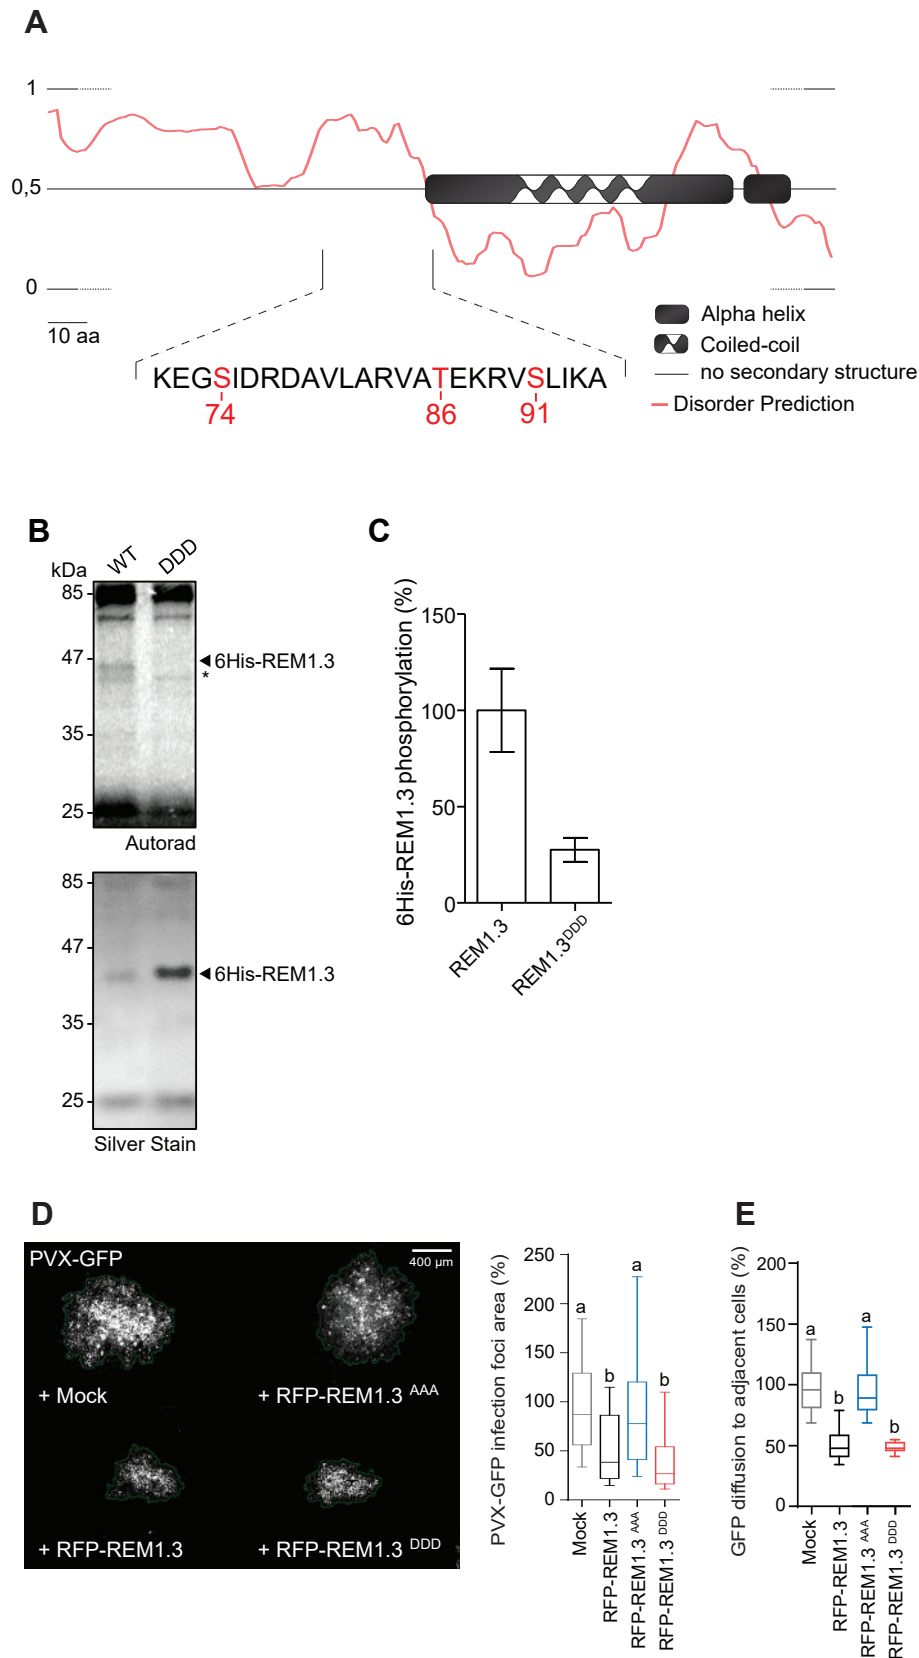 A
1
0,5
0
10 aa
KEGSIDRDAVLARVATEKRVSLIKA
74 86 91
Alpha helix
Coiled-coil
no secondary structure
Disorder Prediction
B
kDa
WT DDD
85
47
35
25
6His-REM1.3
*
Autorad
85
47
35
25
6His-REM1.3
Silver Stain
C
6His-REM1.3 phosphorylation (%)
150
100
50
0
REM1.3
REM1.3 DDD
D
PVX-GFP
400 µm
+ Mock
+ RFP-REM1.3 AAA
+ RFP-REM1.3
+ RFP-REM1.3 DDD
PVX-GFP infection foci area (%)
250
200
150
100
50
0
a
b
a
b
Mock
RFP-REM1.3
RFP-REM1.3 AAA
RFP-REM1.3 DDD
E
GFP diffusion to adjacent cells (%)
200
150
100
50
0
a
b
a
b
Mock
RFP-REM1.3
RFP-REM1.3 AAA
RFP-REM1.3 DDD